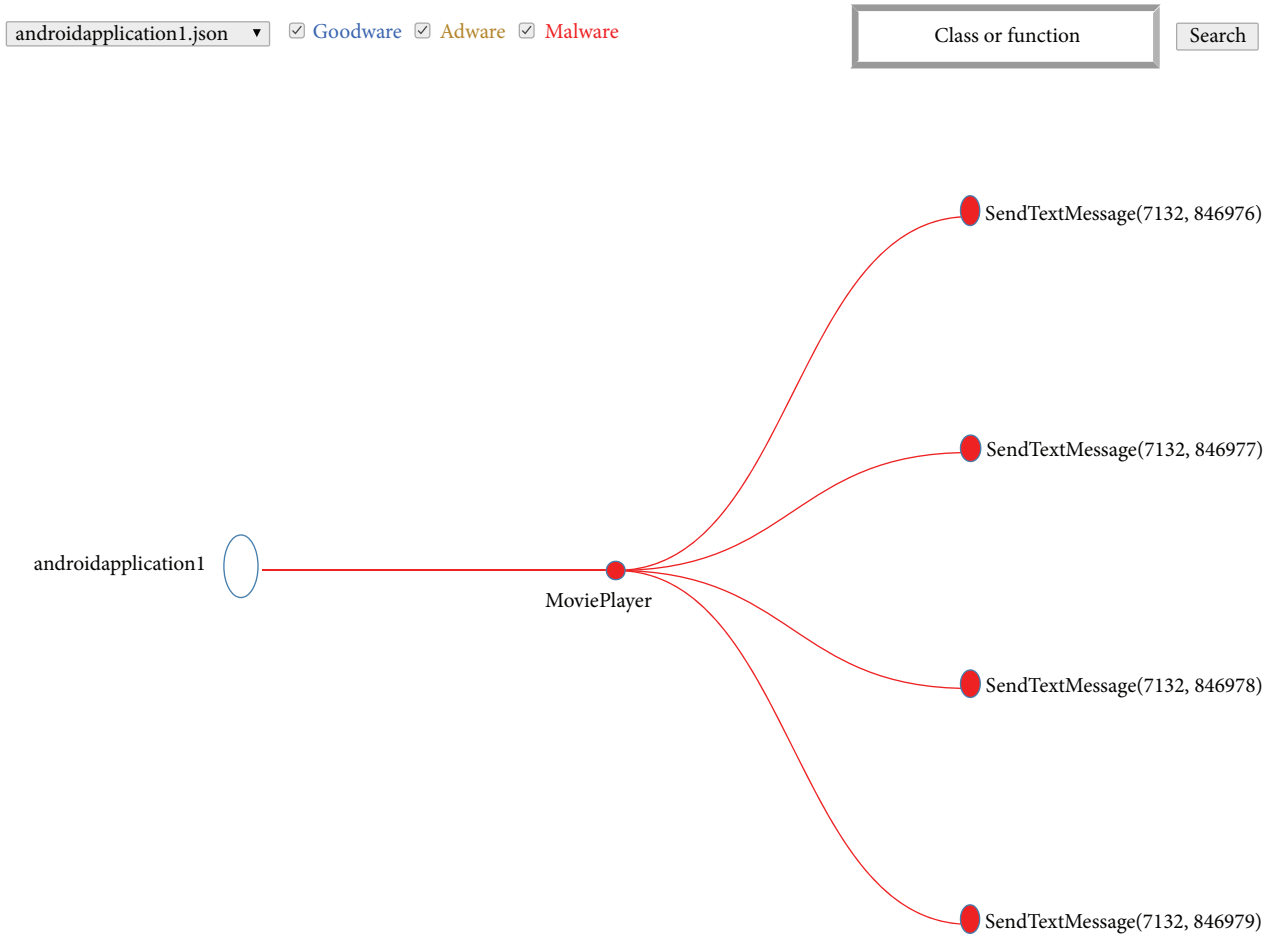 androidapplication1.json ▼ Goodware Adware Malware Class or function Search
SendTextMessage(7132, 846976)
SendTextMessage(7132, 846977)
androidapplication1
MoviePlayer
SendTextMessage(7132, 846978)
SendTextMessage(7132, 846979)